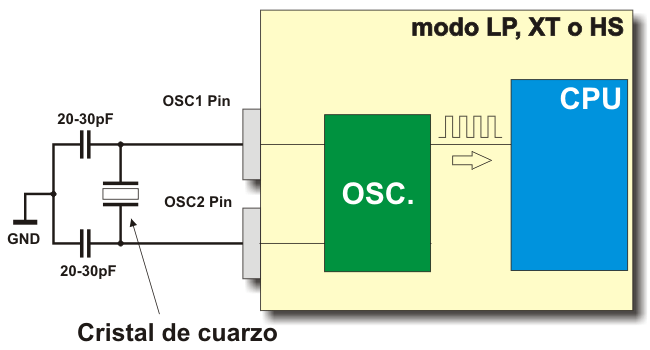 modo LP, XT o HS
OSC1 Pin
CPU
20-30pF
OSC.
OSC2 Pin
GND
20-30pF
Cristal de cuarzo